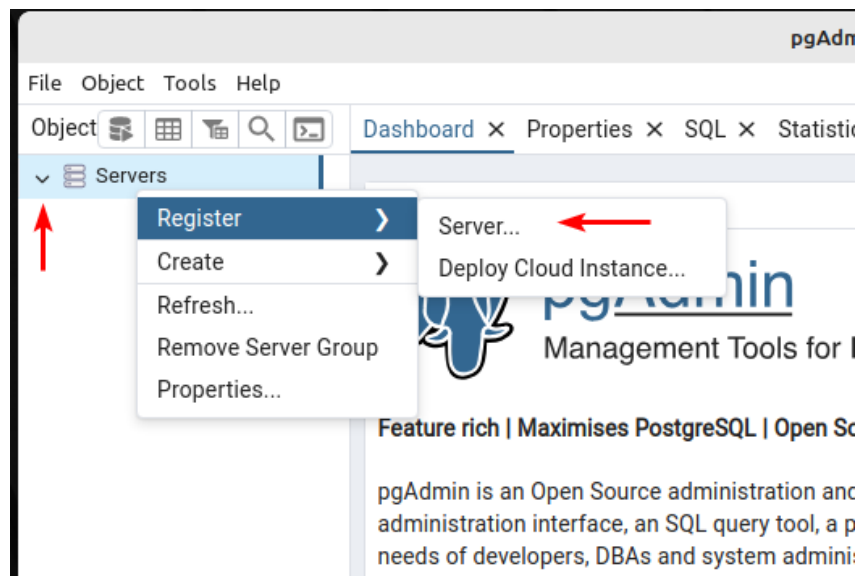 pgAdm
File Object Tools Help
Object
Dashboard Properties SQL Statistic
Servers
Register
Create
Refresh...
Remove Server Group
Properties...
Server...
Deploy Cloud Instance...
pgAdmin
Management Tools for
Feature rich | Maximises PostgreSQL | Open So
pgAdmin is an Open Source administration and
administration interface, an SQL query tool, a p
needs of developers, DBAs and system adminis